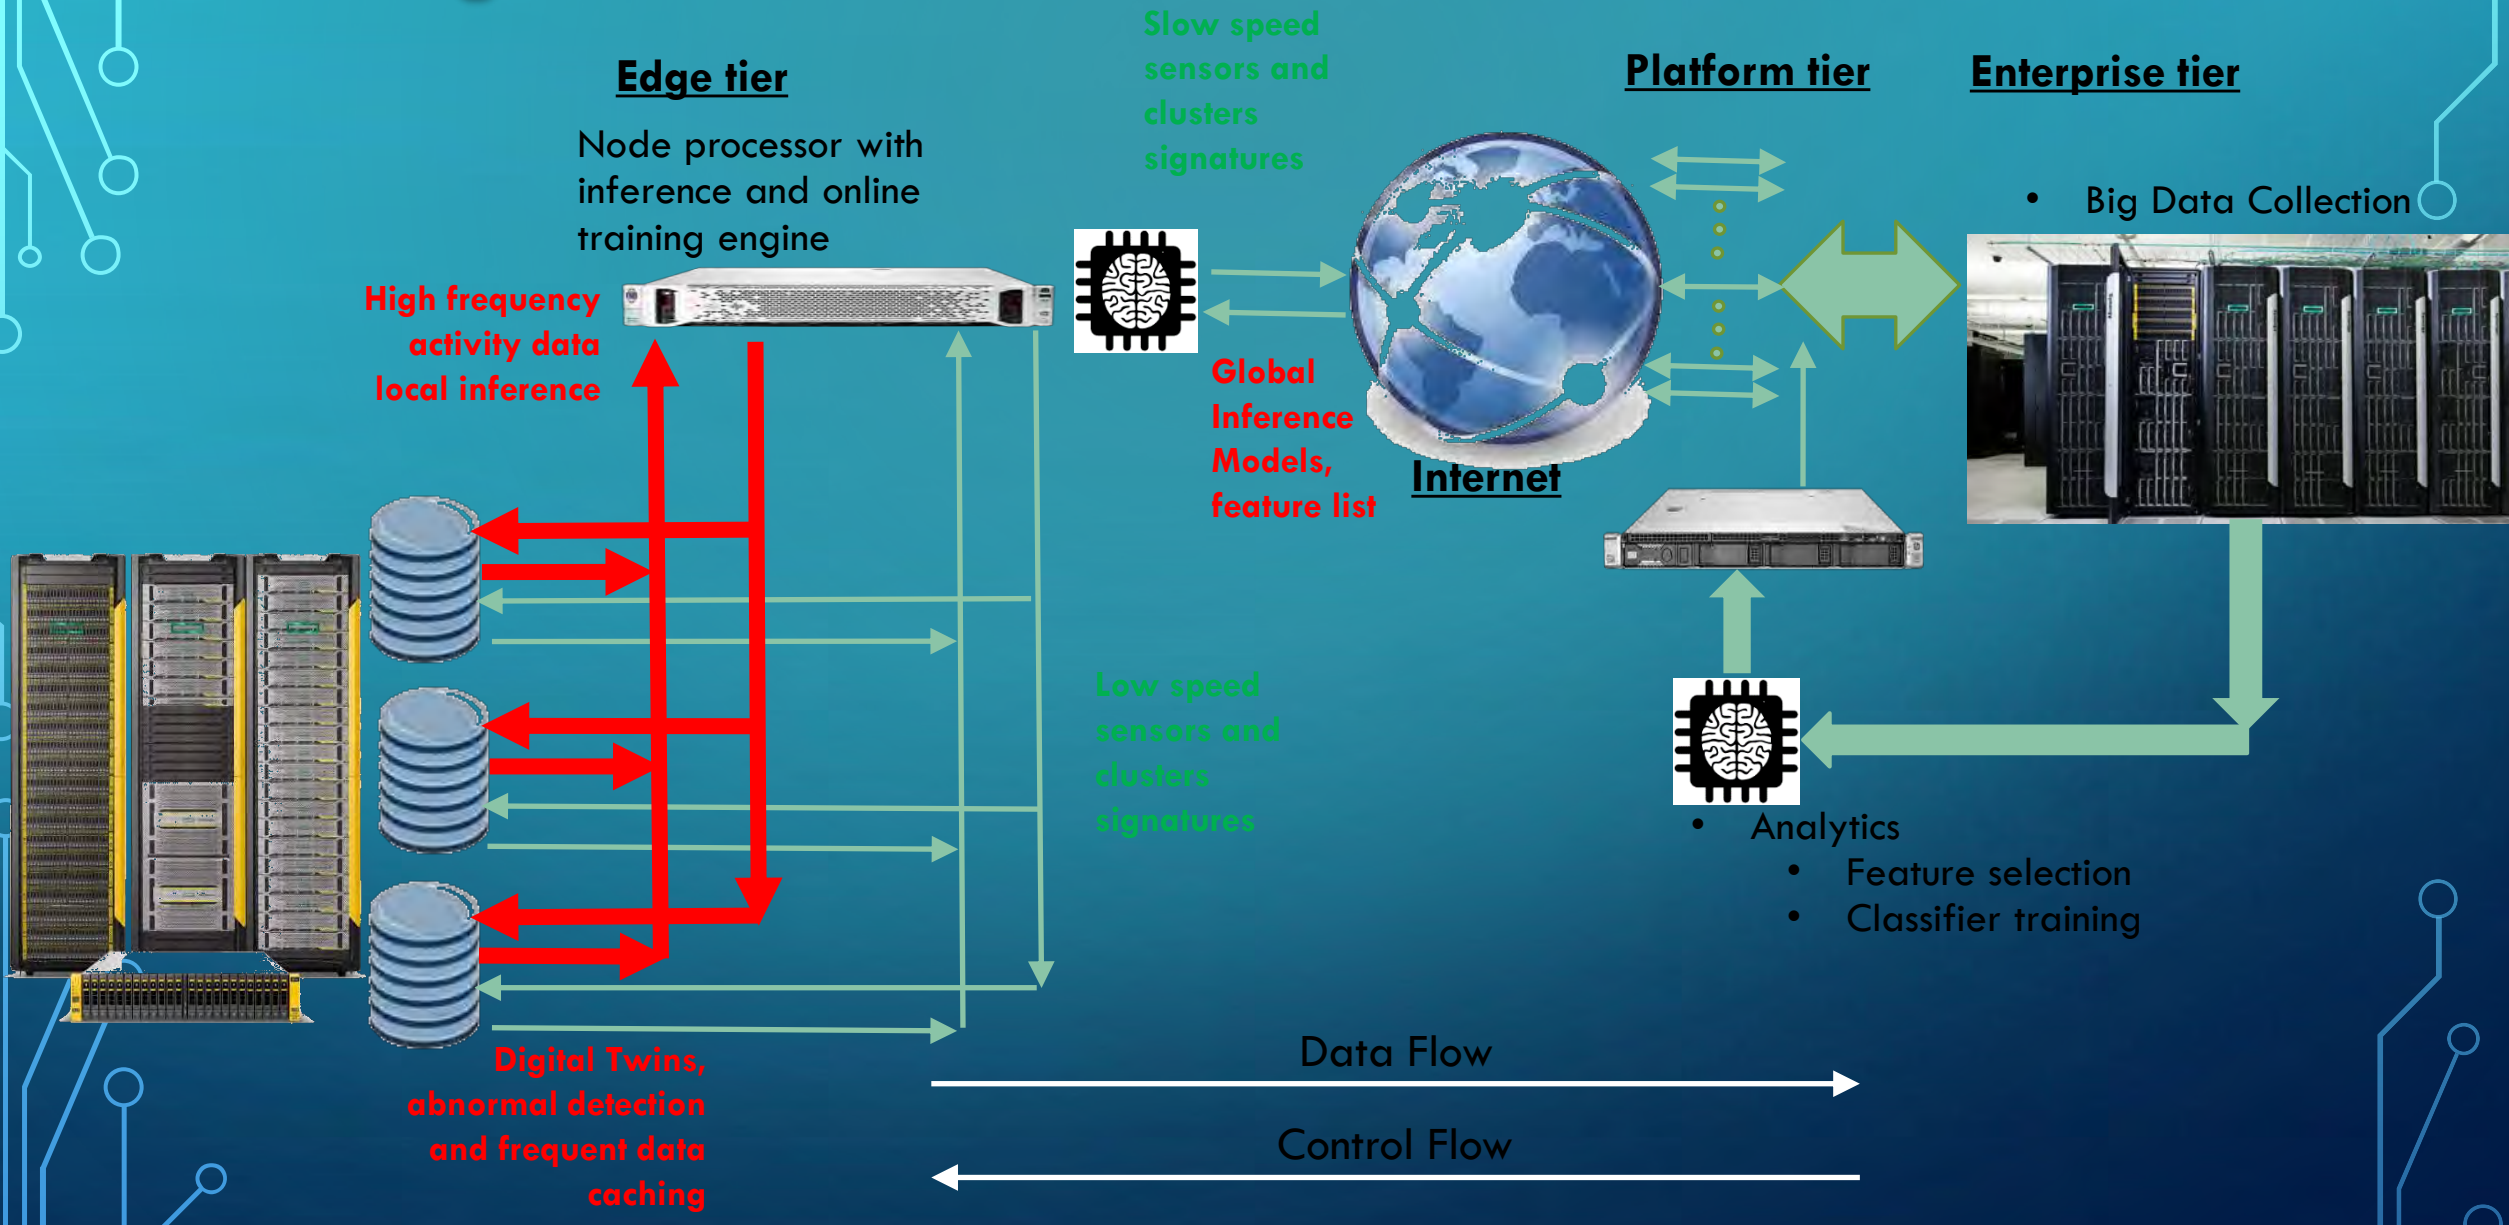 Slow speed
sensors and
clusters
signatures
Edge tier
Platform tier
Enterprise tier
Node processor with
inference and online
training engine
• Big Data Collection
High frequency
activity data
local inference
Global
Inference
Models,
feature list
Internet
Low speed
sensors and
clusters
signatures
• Analytics
• Feature selection
• Classifier training
Digital Twins,
abnormal detection
and frequent data
caching
Data Flow
Control Flow